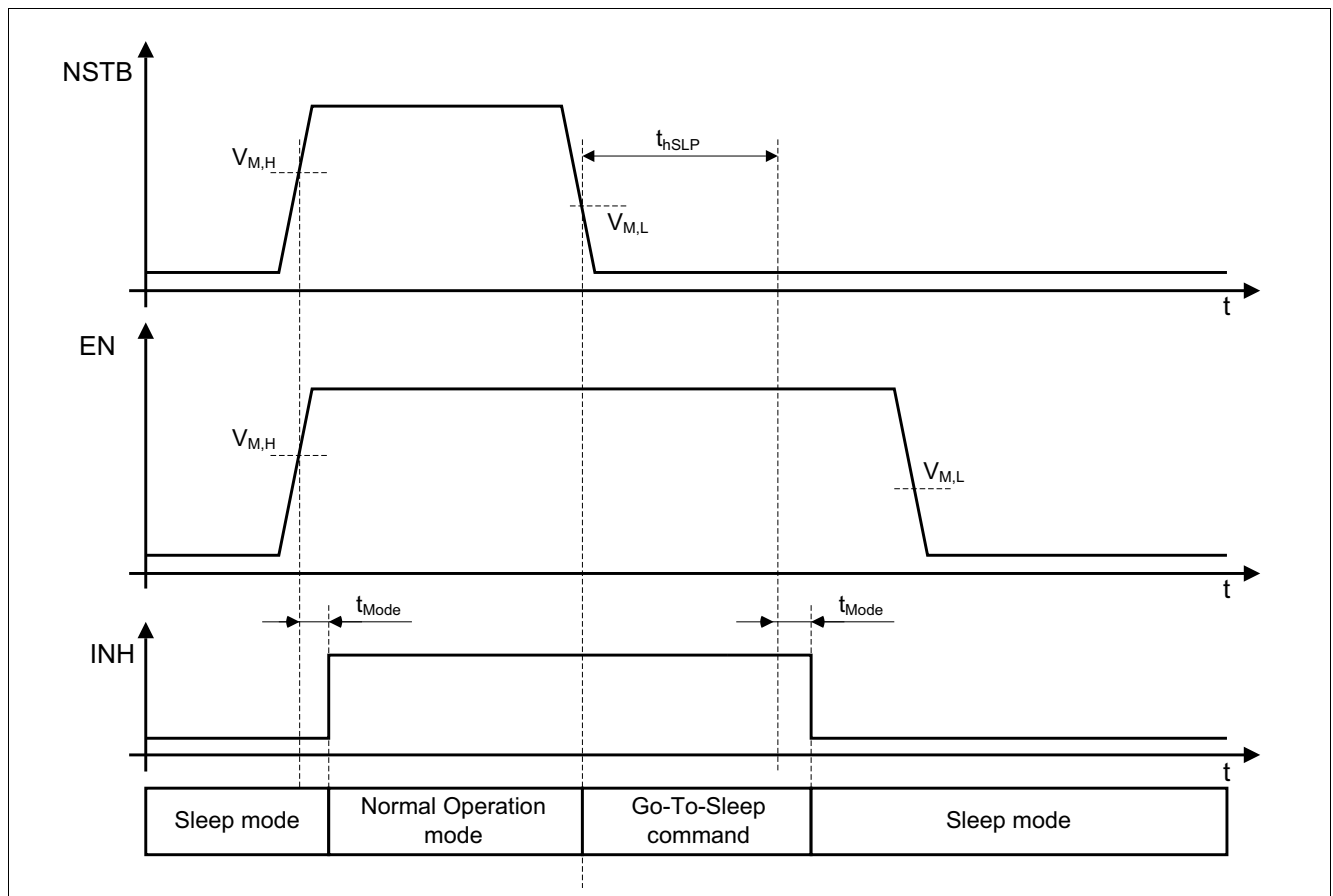 NSTB
t_hSLP
V_M,H
V_M,L
t
EN
V_M,H
V_M,L
t
t_Mode
t_Mode
INH
t
Sleep mode
Normal Operation
mode
Go-To-Sleep
command
Sleep mode